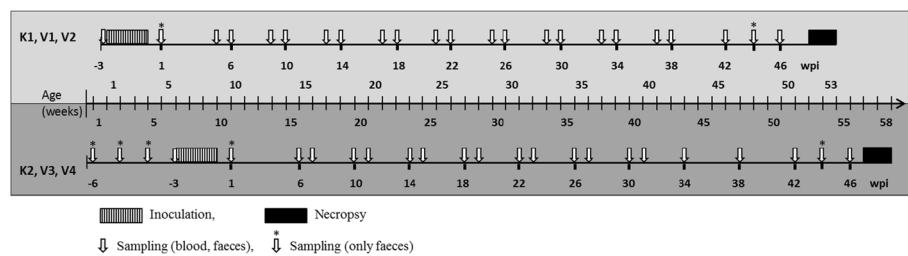 K1, V1, V2
* *
-3 1 6 10 14 18 22 26 30 34 38 42 46 wpi
1 5 10 15 20 25 30 35 40 45 50 53
Age
(weeks)
1 5 10 15 20 25 30 35 40 45 50 55 58
* * * * *
K2, V3, V4
-6 -3 1 6 10 14 18 22 26 30 34 38 42 46 wpi
Inoculation, Necropsy
Sampling (blood, faeces), * Sampling (only faeces)